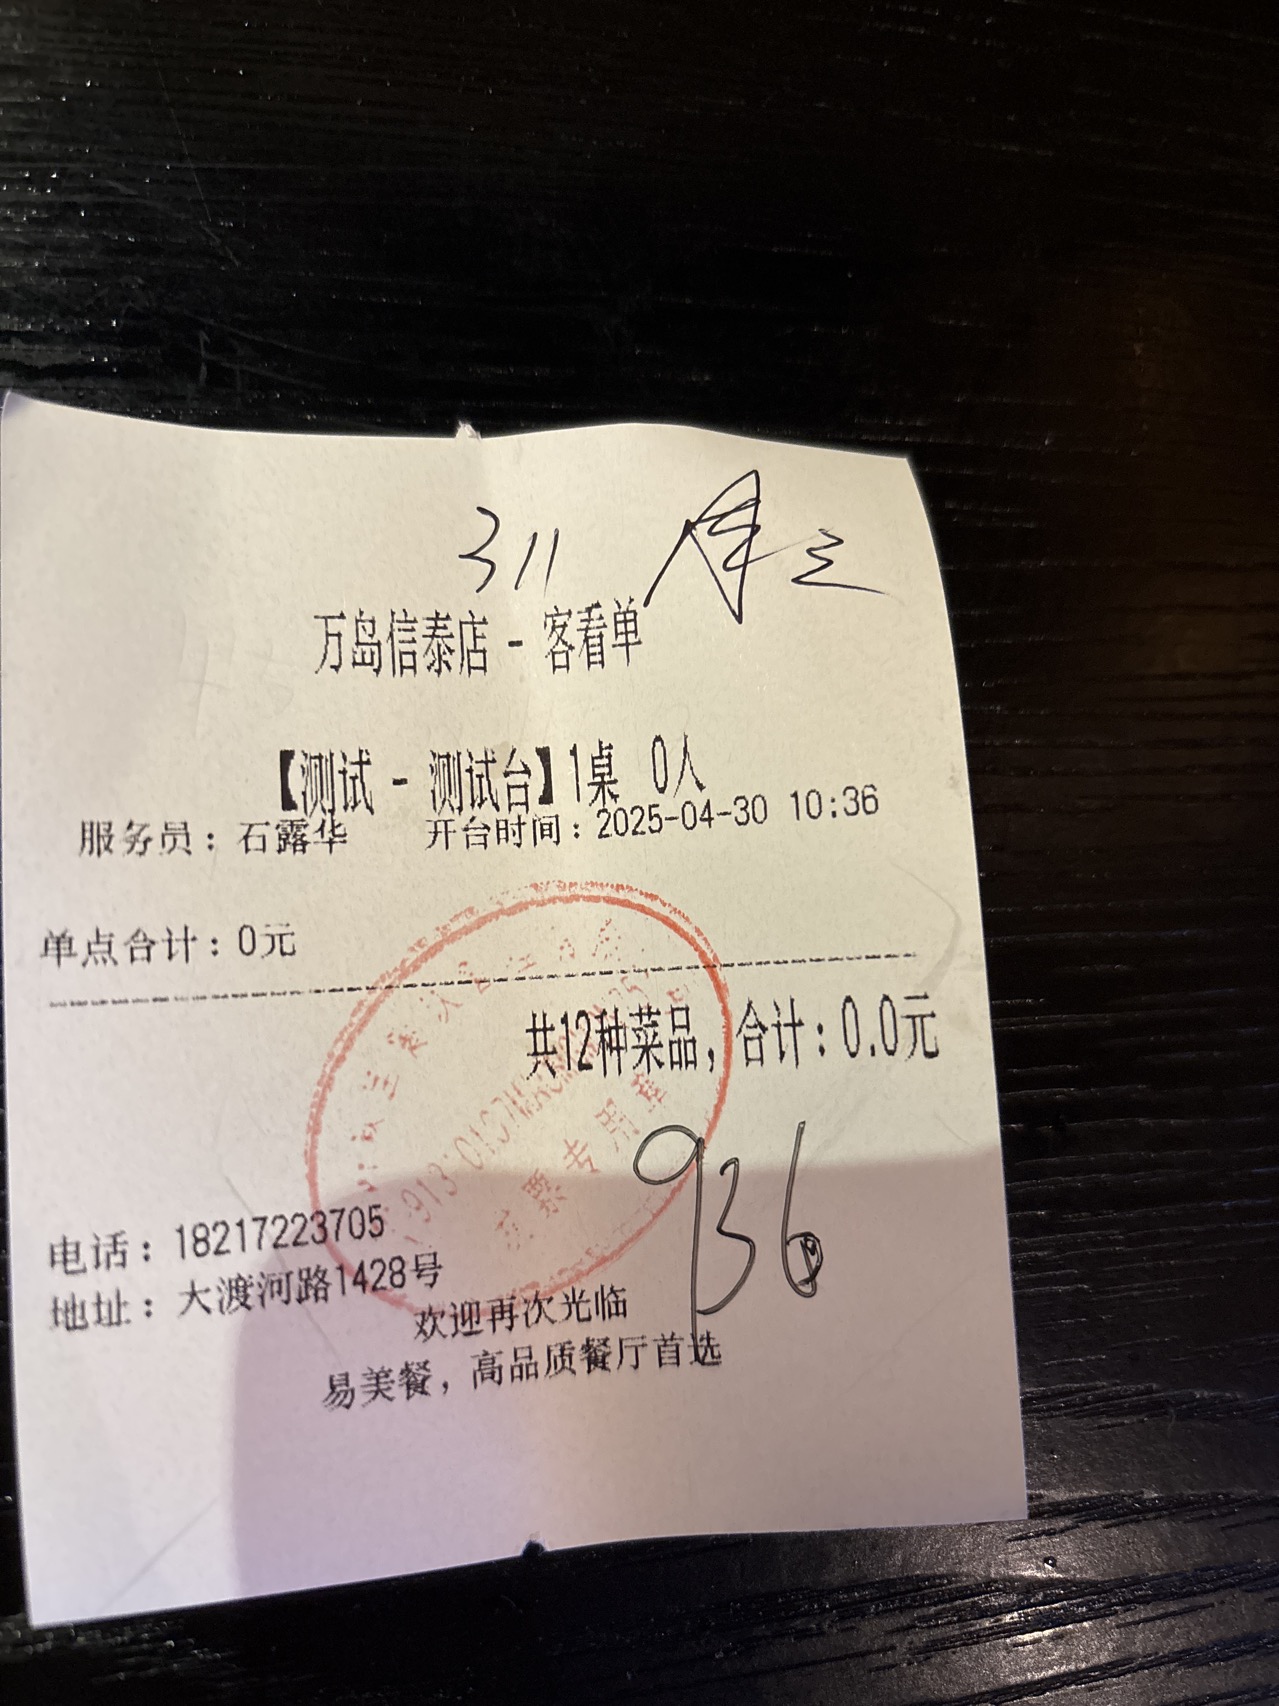 311
万岛信泰店 - 客看单
【测试 - 测试台】1桌 0人
服务员：石露华 开台时间：2025-04-30 10:36
单点合计：0元
共12种菜品，合计：0.0元
专用章
936
电话：18217223705
地址：大渡河路1428号
欢迎再次光临
易美餐，高品质餐厅首选